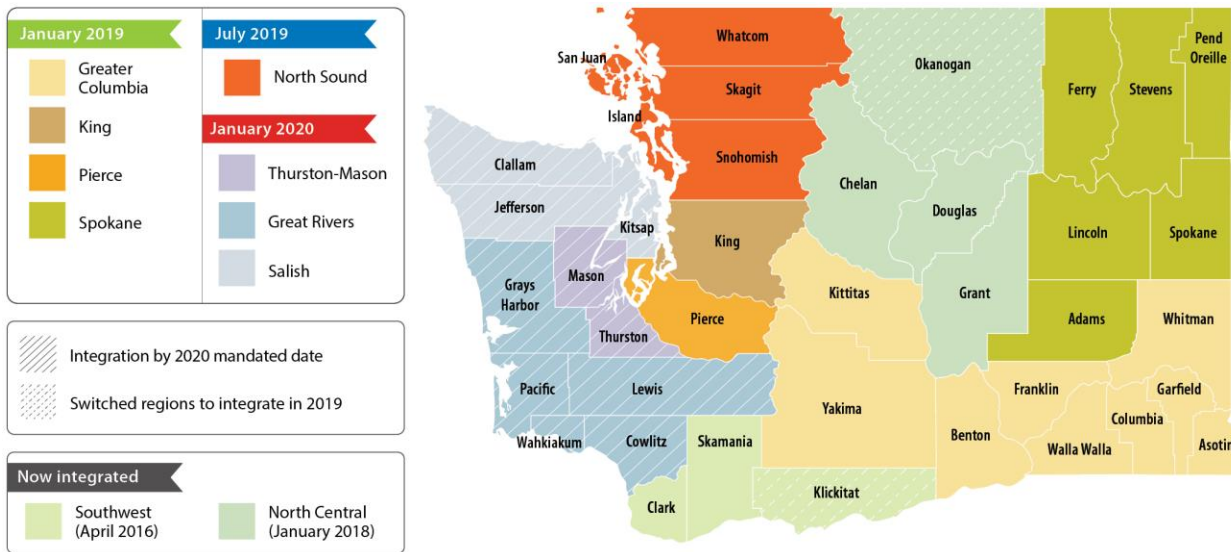 January 2019
Greater
Columbia
King
Pierce
Spokane
July 2019
North Sound
January 2020
Thurston-Mason
Great Rivers
Salish
Integration by 2020 mandated date
Switched regions to integrate in 2019
Now integrated
Southwest
(April 2016)
North Central
(January 2018)
Whatcom
San Juan
Skagit
Island
Snohomish
Okanogan
Ferry
Stevens
Pend
Oreille
Clallam
Jefferson
Kitsap
King
Chelan
Douglas
Lincoln
Spokane
Grays
Harbor
Mason
Thurston
Pierce
Kittitas
Grant
Adams
Whitman
Pacific
Lewis
Yakima
Franklin
Garfield
Columbia
Benton
Walla Walla
Asotin
Wahkiakum
Cowlitz
Skamania
Clark
Klickitat